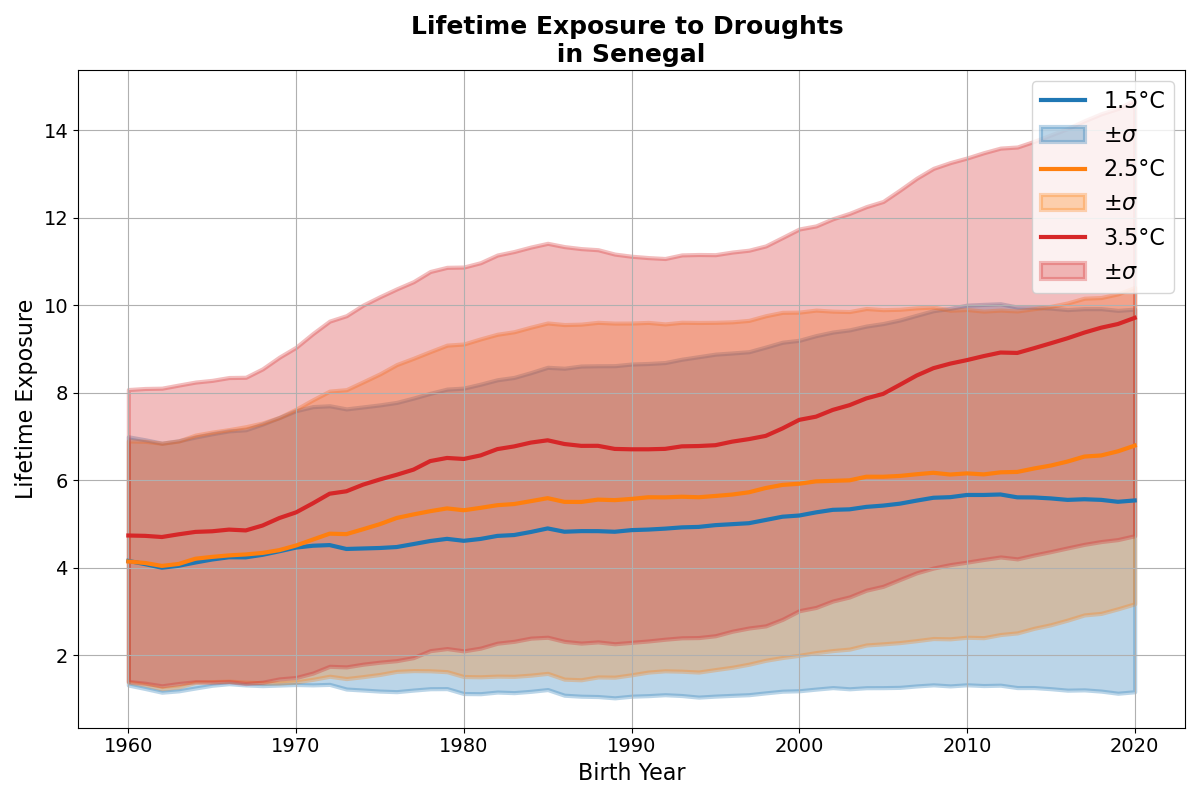 Lifetime Exposure to Droughts
in Senegal
Lifetime Exposure
14
12
10
8
6
4
2
1960
1970
1980
1990
2000
2010
2020
Birth Year
1.5°C
±σ
2.5°C
±σ
3.5°C
±σ